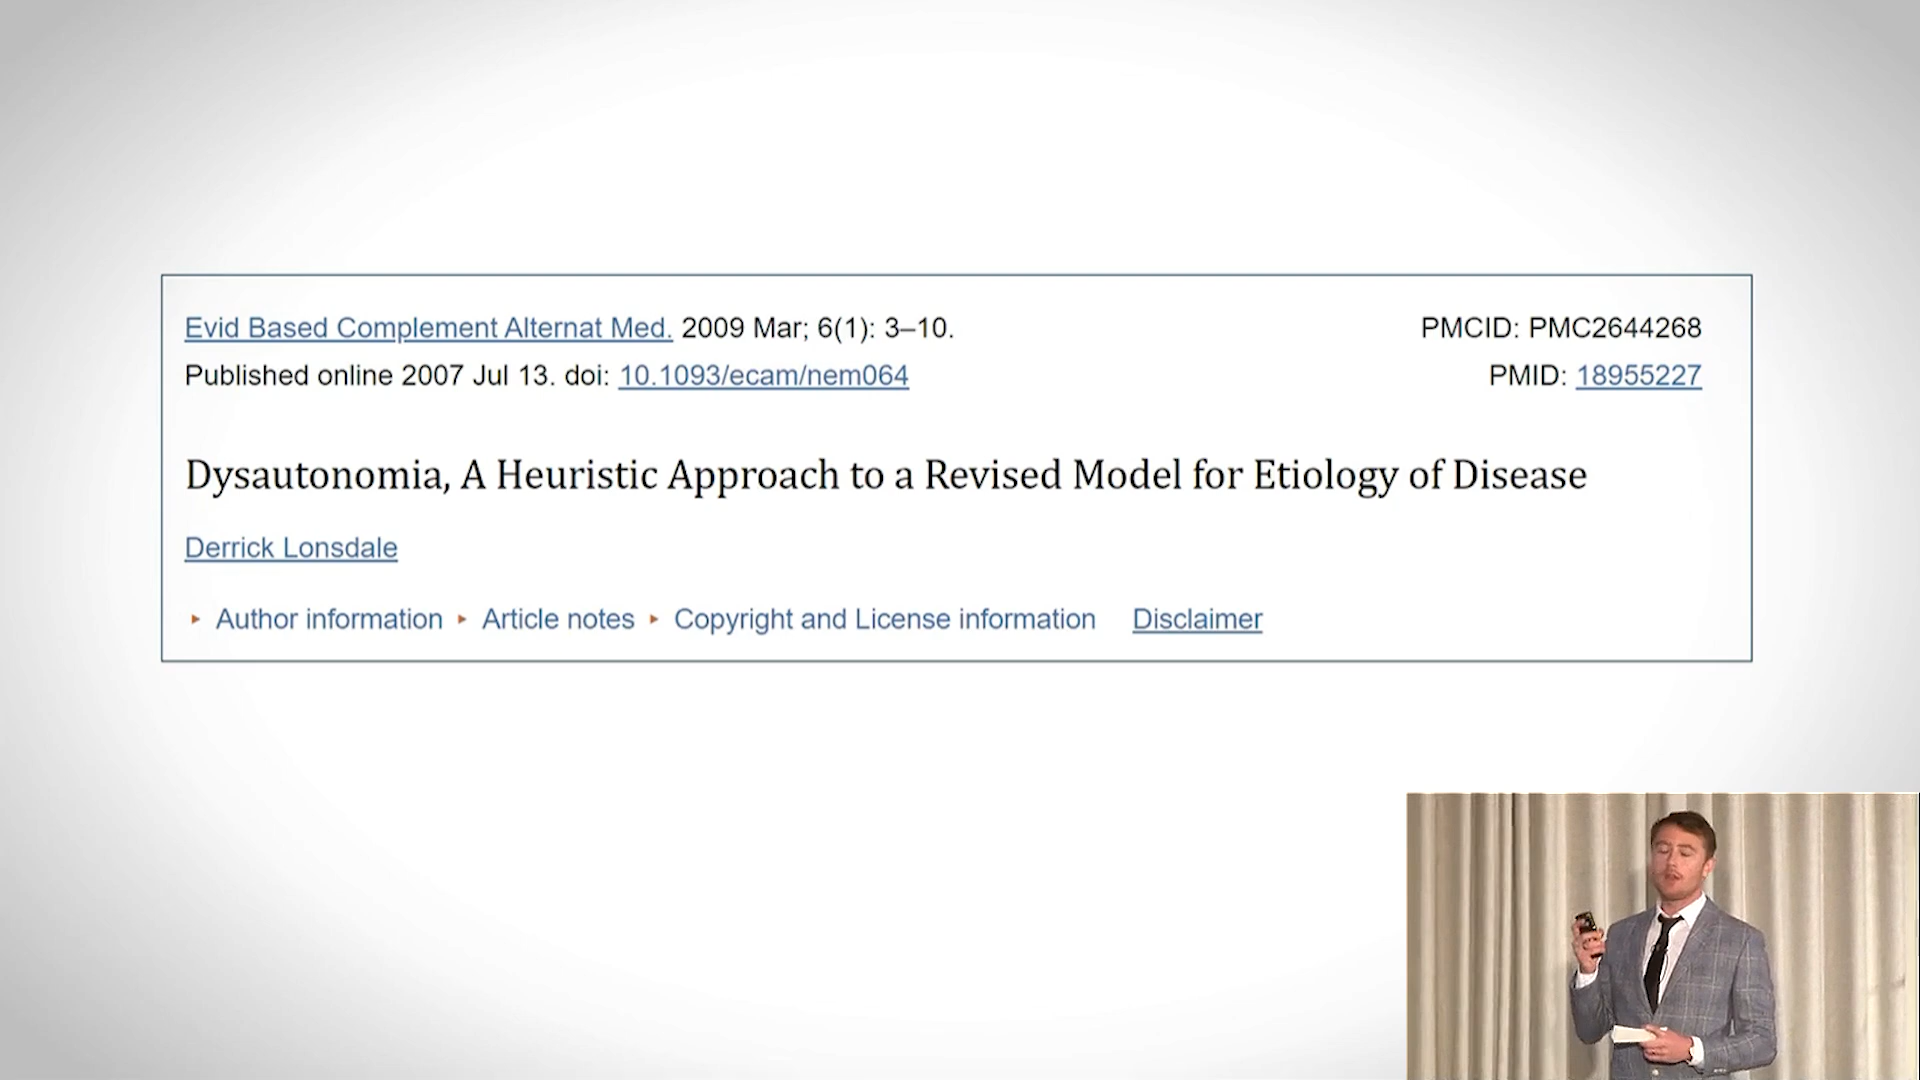 Evid Based Complement Alternat Med. 2009 Mar; 6(1): 3–10. PMCID: PMC2644268
Published online 2007 Jul 13. doi: 10.1093/ecam/nem064 PMID: 18955227
Dysautonomia, A Heuristic Approach to a Revised Model for Etiology of Disease
Derrick Lonsdale
▸ Author information ▸ Article notes ▸ Copyright and License information Disclaimer